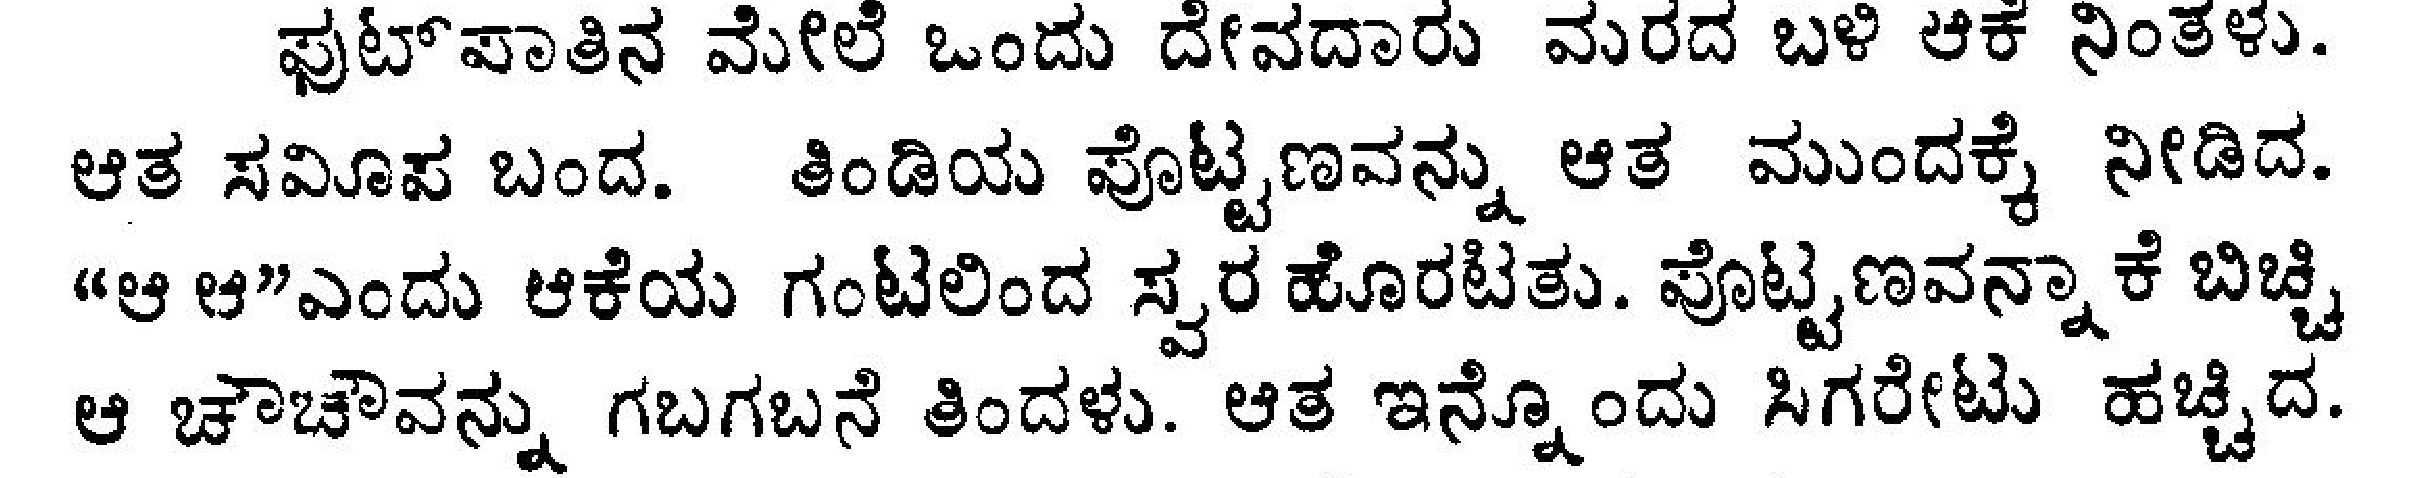 ಫುಟ್‌ಪಾತಿನ ಮೇಲೆ ಒಂದು ದೇವದಾರು ಮರದ ಬಳಿ ಆಕೆ ನಿಂತಳು.
ಆತ ಸಮೀಪ ಬಂದ. ತಿಂಡಿಯ ಪೊಟ್ಟಣವನ್ನು ಆತ ಮುಂದಕ್ಕೆ ನೀಡಿದ.
“ಆ ಆ”ಎಂದು ಆಕೆಯ ಗಂಟಲಿಂದ ಸ್ವರ ಹೊರಟಿತು. ಪೊಟ್ಟಣವನ್ನಾಕೆ ಬಿಚ್ಚಿ
ಆ ಚೌಚೌವನ್ನು ಗಬಗಬನೆ ತಿಂದಳು. ಆತ ಇನ್ನೊಂದು ಸಿಗರೇಟು ಹಚ್ಚಿದ.